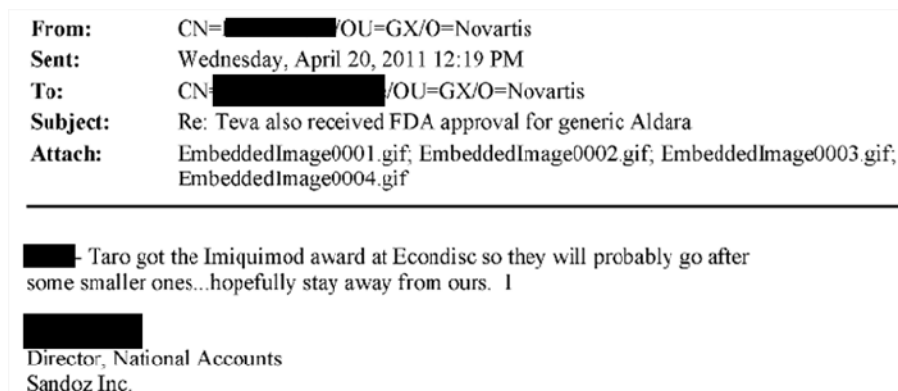 From: CN= /OU=GX/O=Novartis
Sent: Wednesday, April 20, 2011 12:19 PM
To: CN= /OU=GX/O=Novartis
Subject: Re: Teva also received FDA approval for generic Aldara
Attach: EmbeddedImage0001.gif; EmbeddedImage0002.gif; EmbeddedImage0003.gif;
EmbeddedImage0004.gif
- Taro got the Imiquimod award at Econdisc so they will probably go after
some smaller ones...hopefully stay away from ours. l
Director, National Accounts
Sandoz Inc.